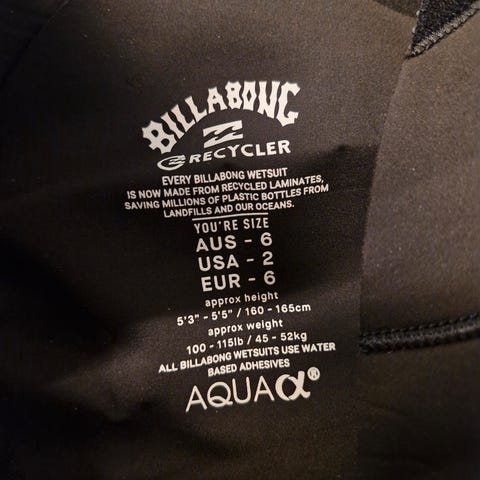 BILLABONG
RECYCLER
EVERY BILLABONG WETSUIT
IS NOW MADE FROM RECYCLED LAMINATES,
SAVING MILLIONS OF PLASTIC BOTTLES FROM
LANDFILLS AND OUR OCEANS.
YOU'RE SIZE
AUS - 6
USA - 2
EUR - 6
approx height
5'3" - 5'5" / 160 - 165cm
approx weight
100 - 115lb / 45 - 52kg
ALL BILLABONG WETSUITS USE WATER
BASED ADHESIVES
AQUAα®